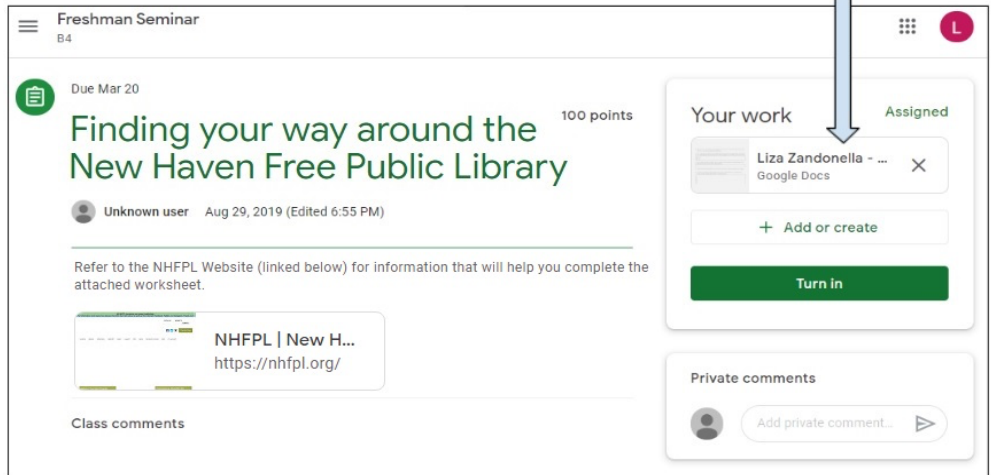 Freshman Seminar
B4
L
Due Mar 20
Finding your way around the
New Haven Free Public Library
100 points
Unknown user Aug 29, 2019 (Edited 6:55 PM)
Refer to the NHFPL Website (linked below) for information that will help you complete the
attached worksheet.
NHFPL | New H...
https://nhfpl.org/
Class comments
Your work
Assigned
Liza Zandonella - ...
Google Docs
+ Add or create
Turn in
Private comments
Add private comment...